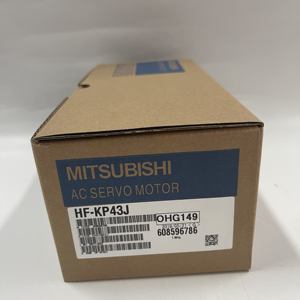 MITSUBISHI
AC SERVO MOTOR
HF-KP43J
OHG149
608596786